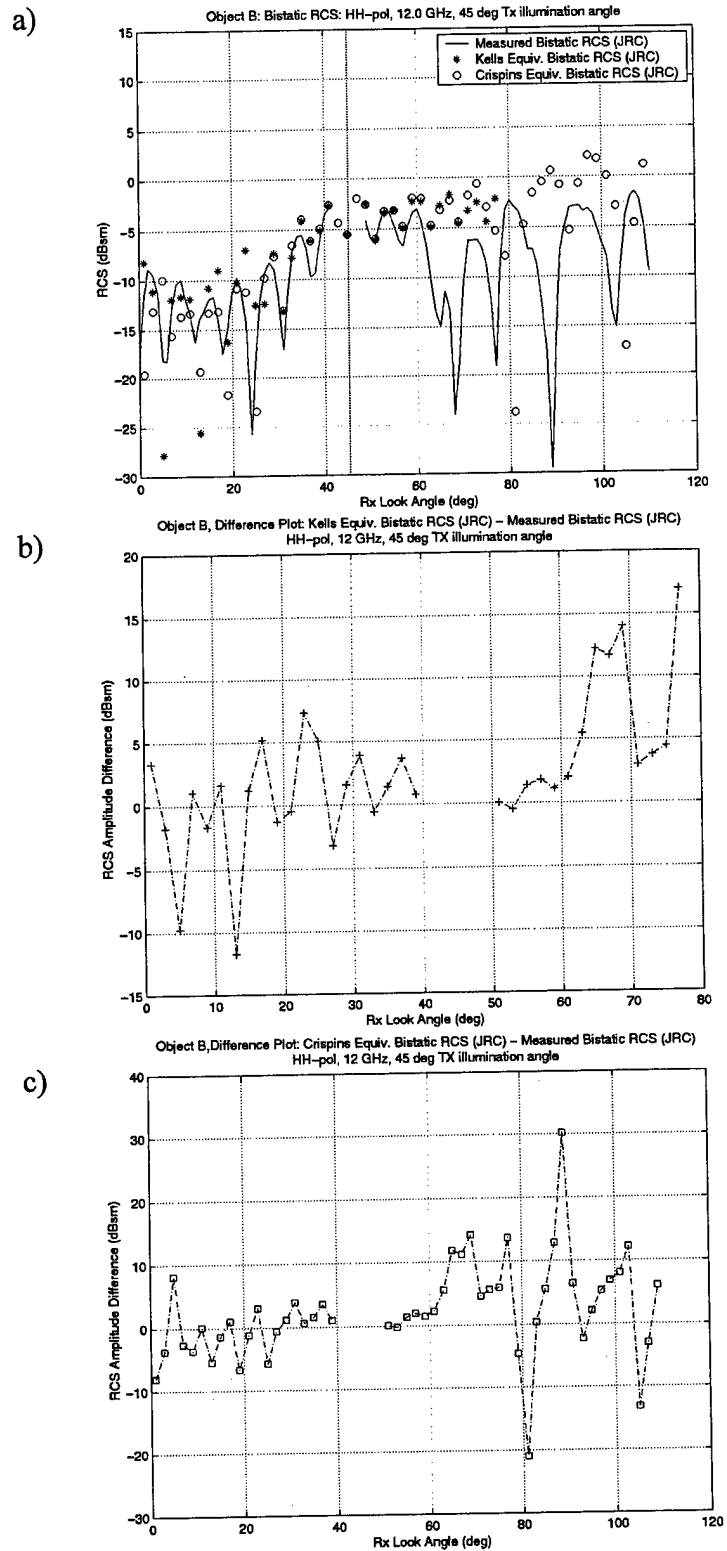 a)
Object B: Bistatic RCS: HH-pol, 12.0 GHz, 45 deg Tx illumination angle
Measured Bistatic RCS (JRC)
Kells Equiv. Bistatic RCS (JRC)
Crispins Equiv. Bistatic RCS (JRC)
15
10
5
0
-5
-10
-15
-20
-25
-30
RCS (dBsm)
0 20 40 60 80 100 120
Rx Look Angle (deg)
b)
Object B, Difference Plot: Kells Equiv. Bistatic RCS (JRC) - Measured Bistatic RCS (JRC)
HH-pol, 12 GHz, 45 deg TX illumination angle
20
15
10
5
0
-5
-10
-15
RCS Amplitude Difference (dBsm)
0 10 20 30 40 50 60 70 80
Rx Look Angle (deg)
c)
Object B,Difference Plot: Crispins Equiv. Bistatic RCS (JRC) - Measured Bistatic RCS (JRC)
HH-pol, 12 GHz, 45 deg TX illumination angle
40
30
20
10
0
-10
-20
-30
RCS Amplitude Difference (dBsm)
0 20 40 60 80 100 120
Rx Look Angle (deg)